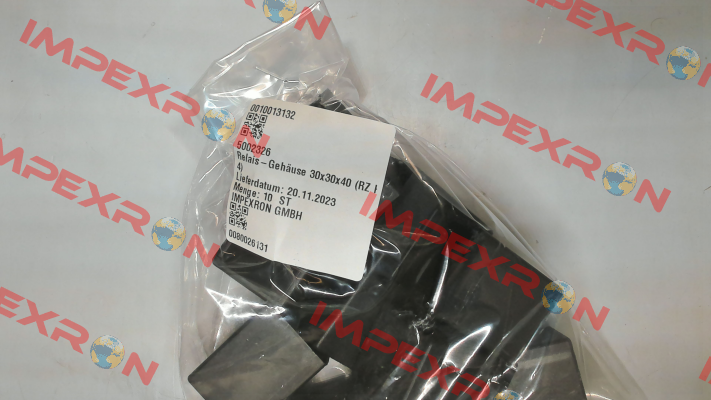 0010013132
5002326
Relais-Gehäuse 30x30x40 (RZ
4)
Lieferdatum: 20.11.2023
Menge: 10 ST
IMPEXRON GMBH
IMPEXRON
IMPEXRON
IMPEXRON
IMPEXRON
IMPEXRON
IMPEXRON
IMPEXRON